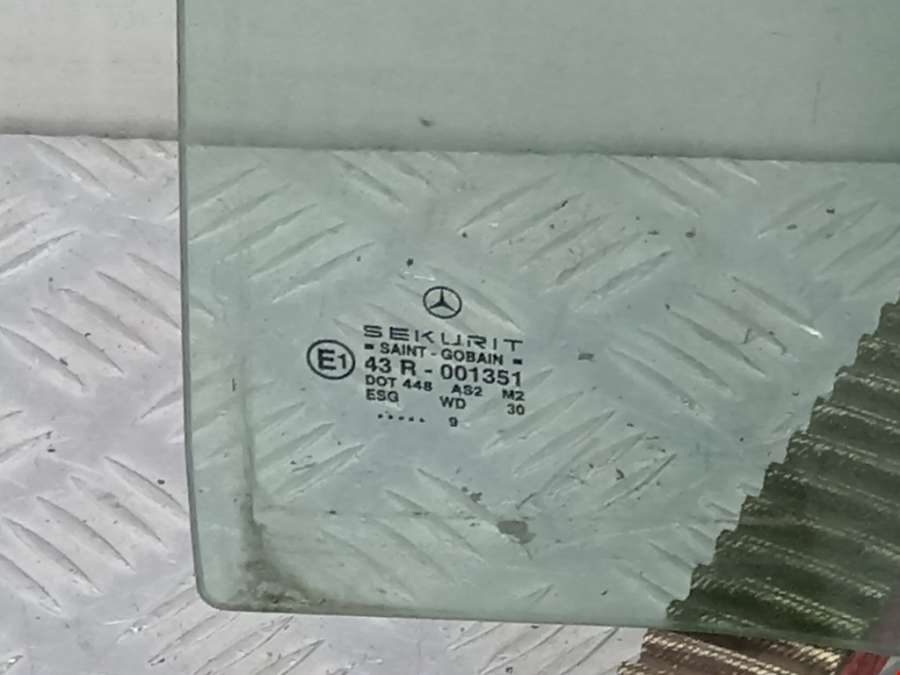 SEKURIT
= SAINT - GOBAIN =
E1
43 R - 001351
DOT 448 AS2 M2
ESG WD 30
..... 9